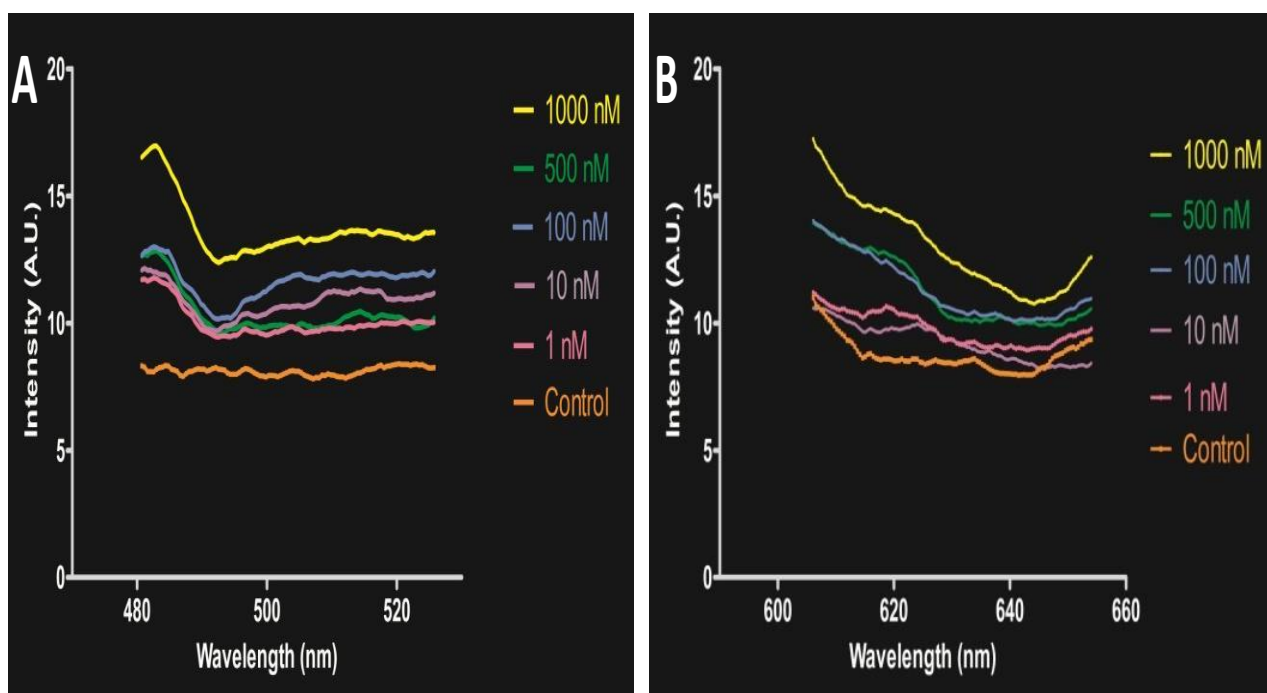 A
Intensity (A.U.)
20
15
10
5
0
480 500 520
Wavelength (nm)
1000 nM
500 nM
100 nM
10 nM
1 nM
Control
B
Intensity (A.U.)
20
15
10
5
0
600 620 640 660
Wavelength (nm)
1000 nM
500 nM
100 nM
10 nM
1 nM
Control